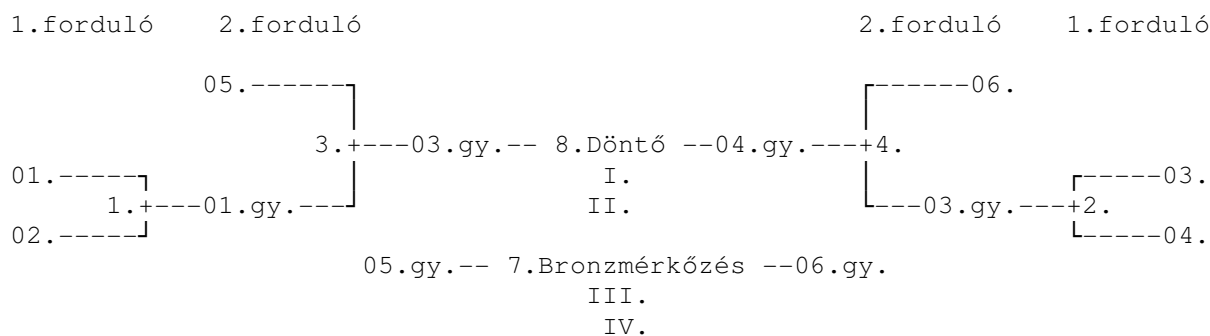 1.forduló 2.forduló 2.forduló 1.forduló
05.------┐ ┌------06.
3.+---03.gy.-- 8.Döntő --04.gy.---+4.
01.-----┐ I. ┌-----03.
1.+---01.gy.---┘ II. └---03.gy.---+2.
02.-----┘ └-----04.
05.gy.-- 7.Bronzmérkőzés --06.gy.
III.
IV.